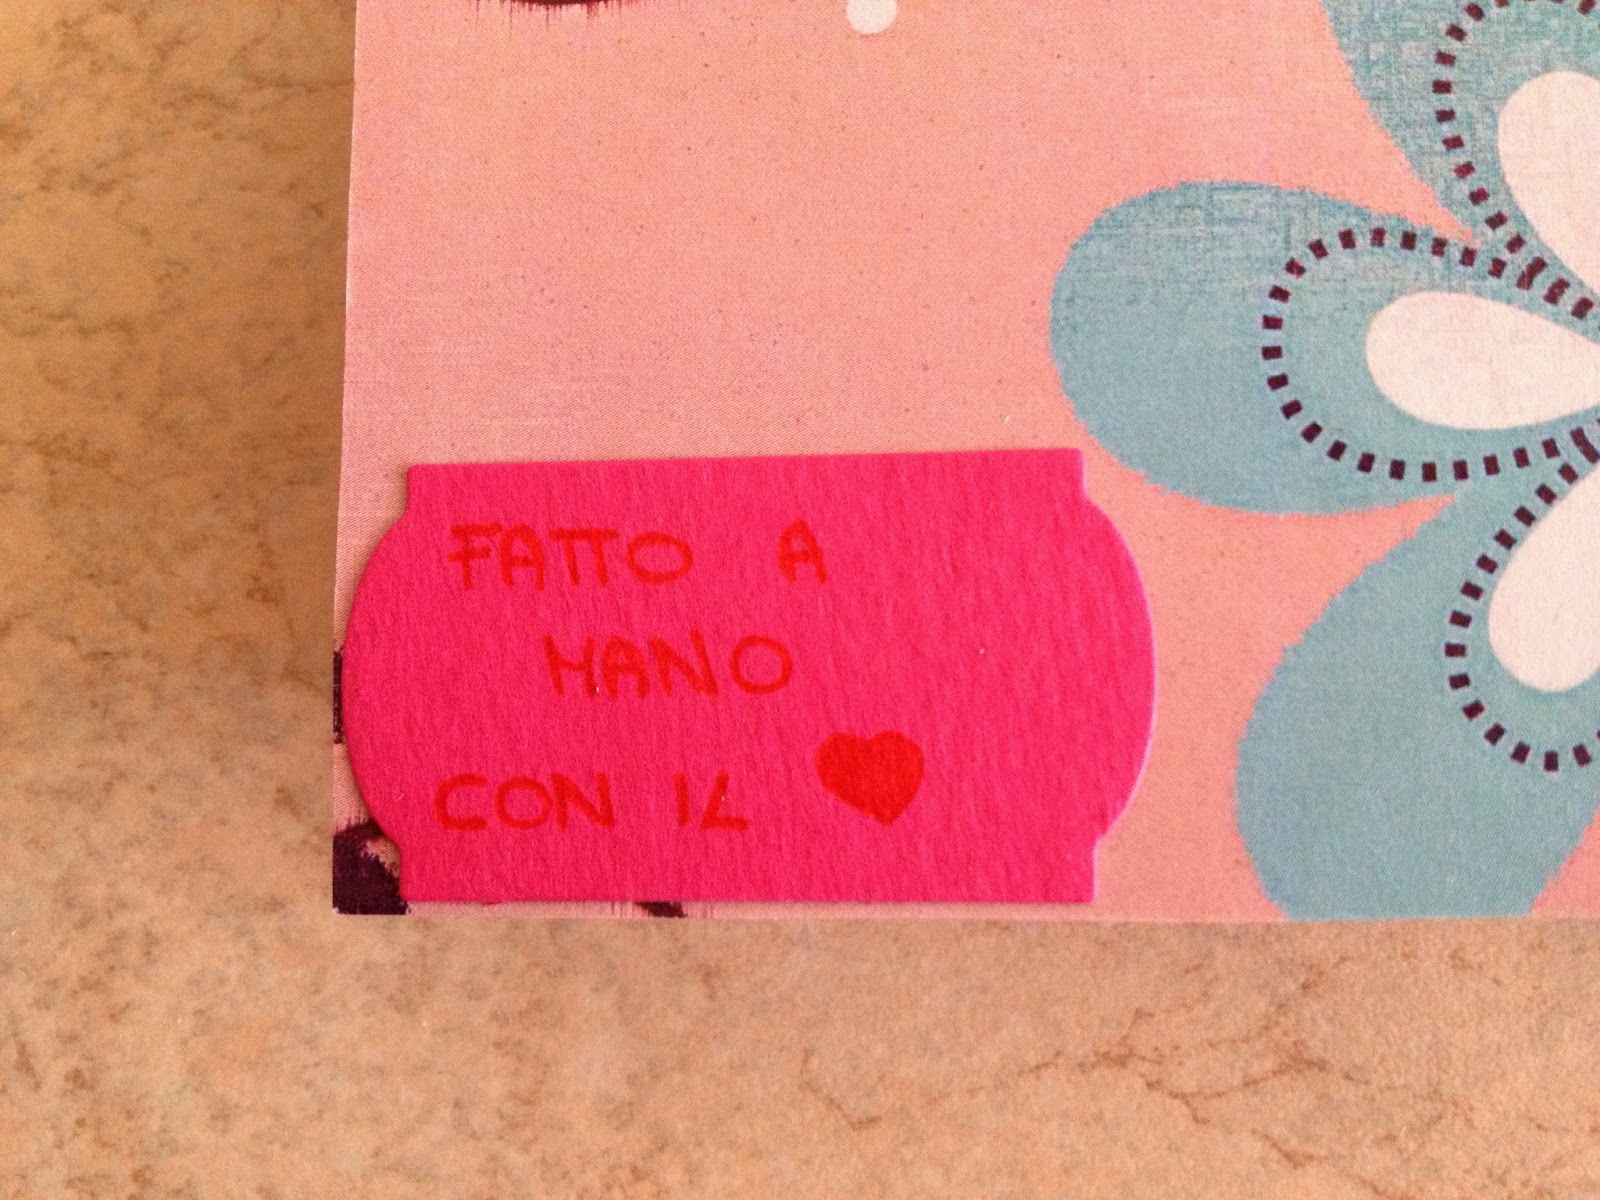 FATTO A
MANO
CON IL ❤